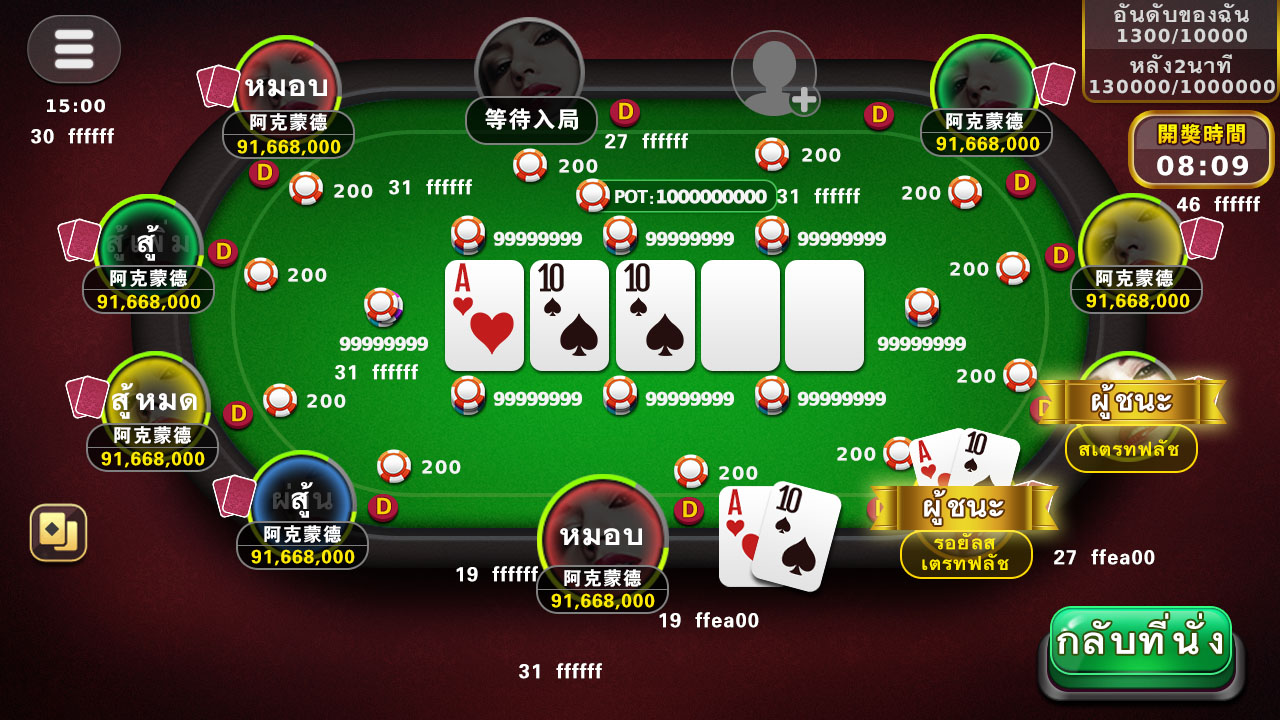 อันดับของฉัน
1300/10000
หลัง2นาที
130000/1000000
開獎時間
08:09
46 ffffff
15:00
30 ffffff
หมอบ
阿克蒙德
91,668,000
等待入局
D
27 ffffff
D
阿克蒙德
91,668,000
D
200
31 ffffff
200
200
POT:1000000000
31 ffffff
200
D
สู้
阿克蒙德
91,668,000
D
200
99999999
99999999
99999999
200
D
阿克蒙德
91,668,000
A
10
10
99999999
31 ffffff
99999999
สู้หมด
阿克蒙德
91,668,000
D
200
99999999
99999999
99999999
200
D
ผู้ชนะ
สเตรทฟลัช
สู้
阿克蒙德
91,668,000
D
200
หมอบ
阿克蒙德
91,668,000
200
D
A
10
200
A
10
ผู้ชนะ
รอยัลส
เตรทฟลัช
27 ffea00
19 ffffff
19 ffea00
31 ffffff
กลับที่นั่ง